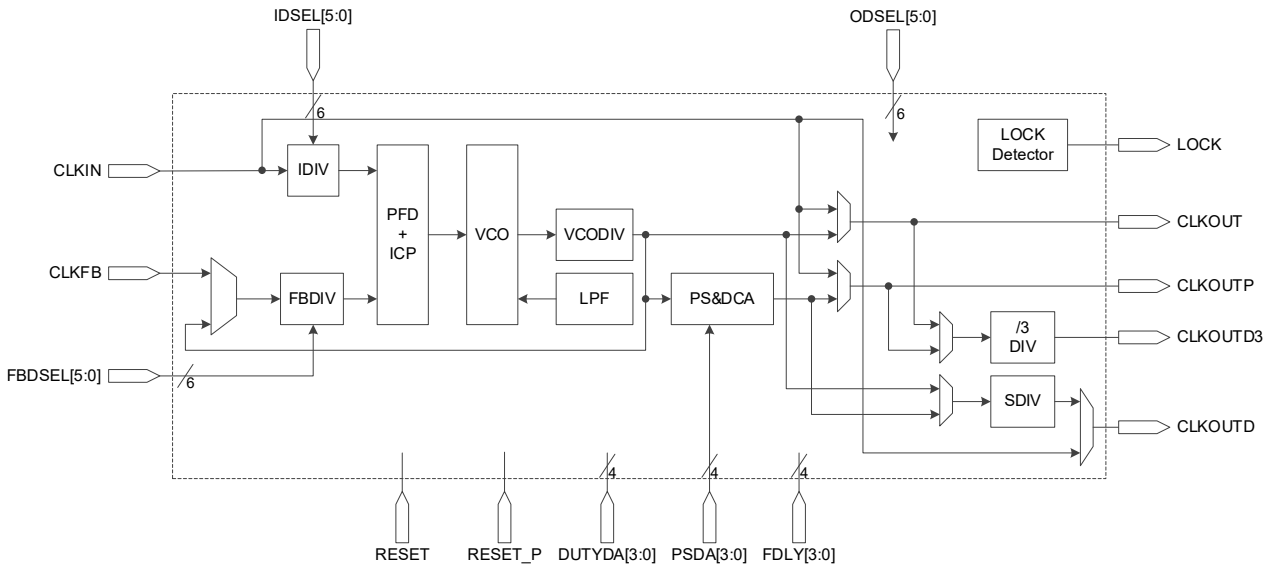 IDSEL[5:0]
ODSEL[5:0]
6
6
LOCK
Detector
LOCK
CLKIN
IDIV
PFD
+
ICP
VCO
VCODIV
CLKOUT
CLKFB
FBDIV
LPF
PS&DCA
CLKOUTP
/3
DIV
CLKOUTD3
FBDSEL[5:0]
6
SDIV
CLKOUTD
4
4
4
RESET
RESET_P
DUTYDA[3:0]
PSDA[3:0]
FDLY[3:0]